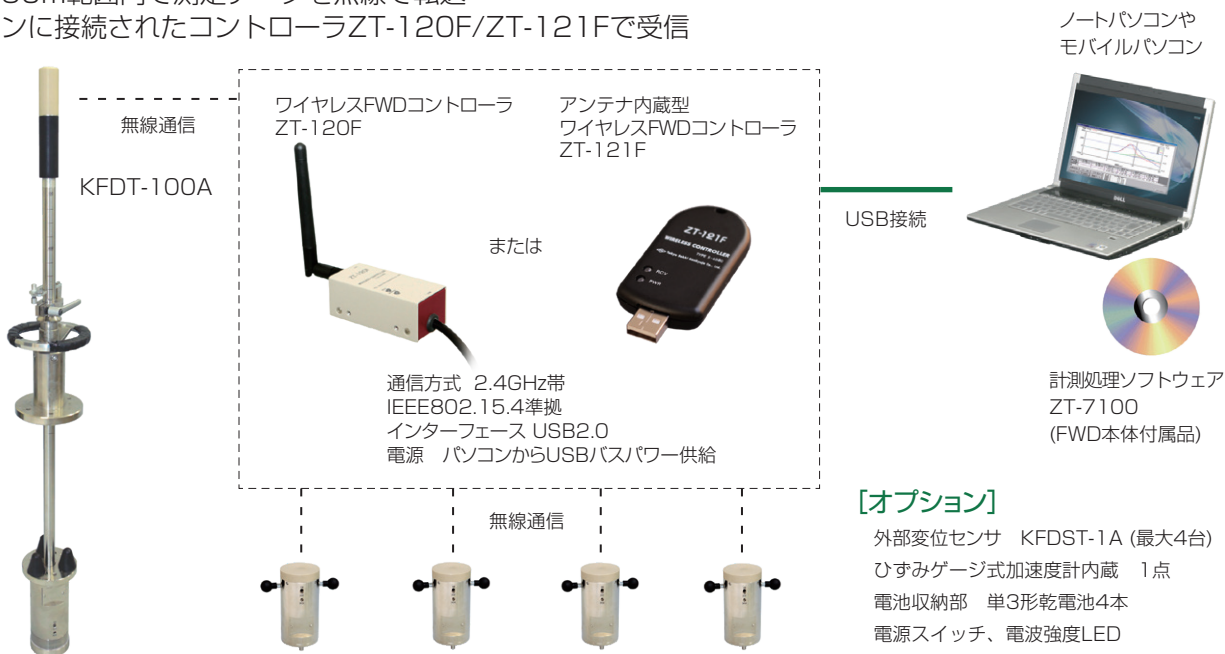 ンに接続されたコントローラZT-120F/ZT-121Fで受信
ノートパソコンや
モバイルパソコン
無線通信
KFDT-100A
ワイヤレスFWDコントローラ
ZT-120F
アンテナ内蔵型
ワイヤレスFWDコントローラ
ZT-121F
または
ZT-121F
WIRELESS CONTROLLER
PWR
DELL
USB接続
通信方式 2.4GHz帯
IEEE802.15.4準拠
インターフェース USB2.0
電源 パソコンからUSBバスパワー供給
計測処理ソフトウェア
ZT-7100
(FWD本体付属品)
無線通信
[オプション]
外部変位センサ KFDST-1A (最大4台)
ひずみゲージ式加速度計内蔵 1点
電池収納部 単3形乾電池4本
電源スイッチ、電波強度LED